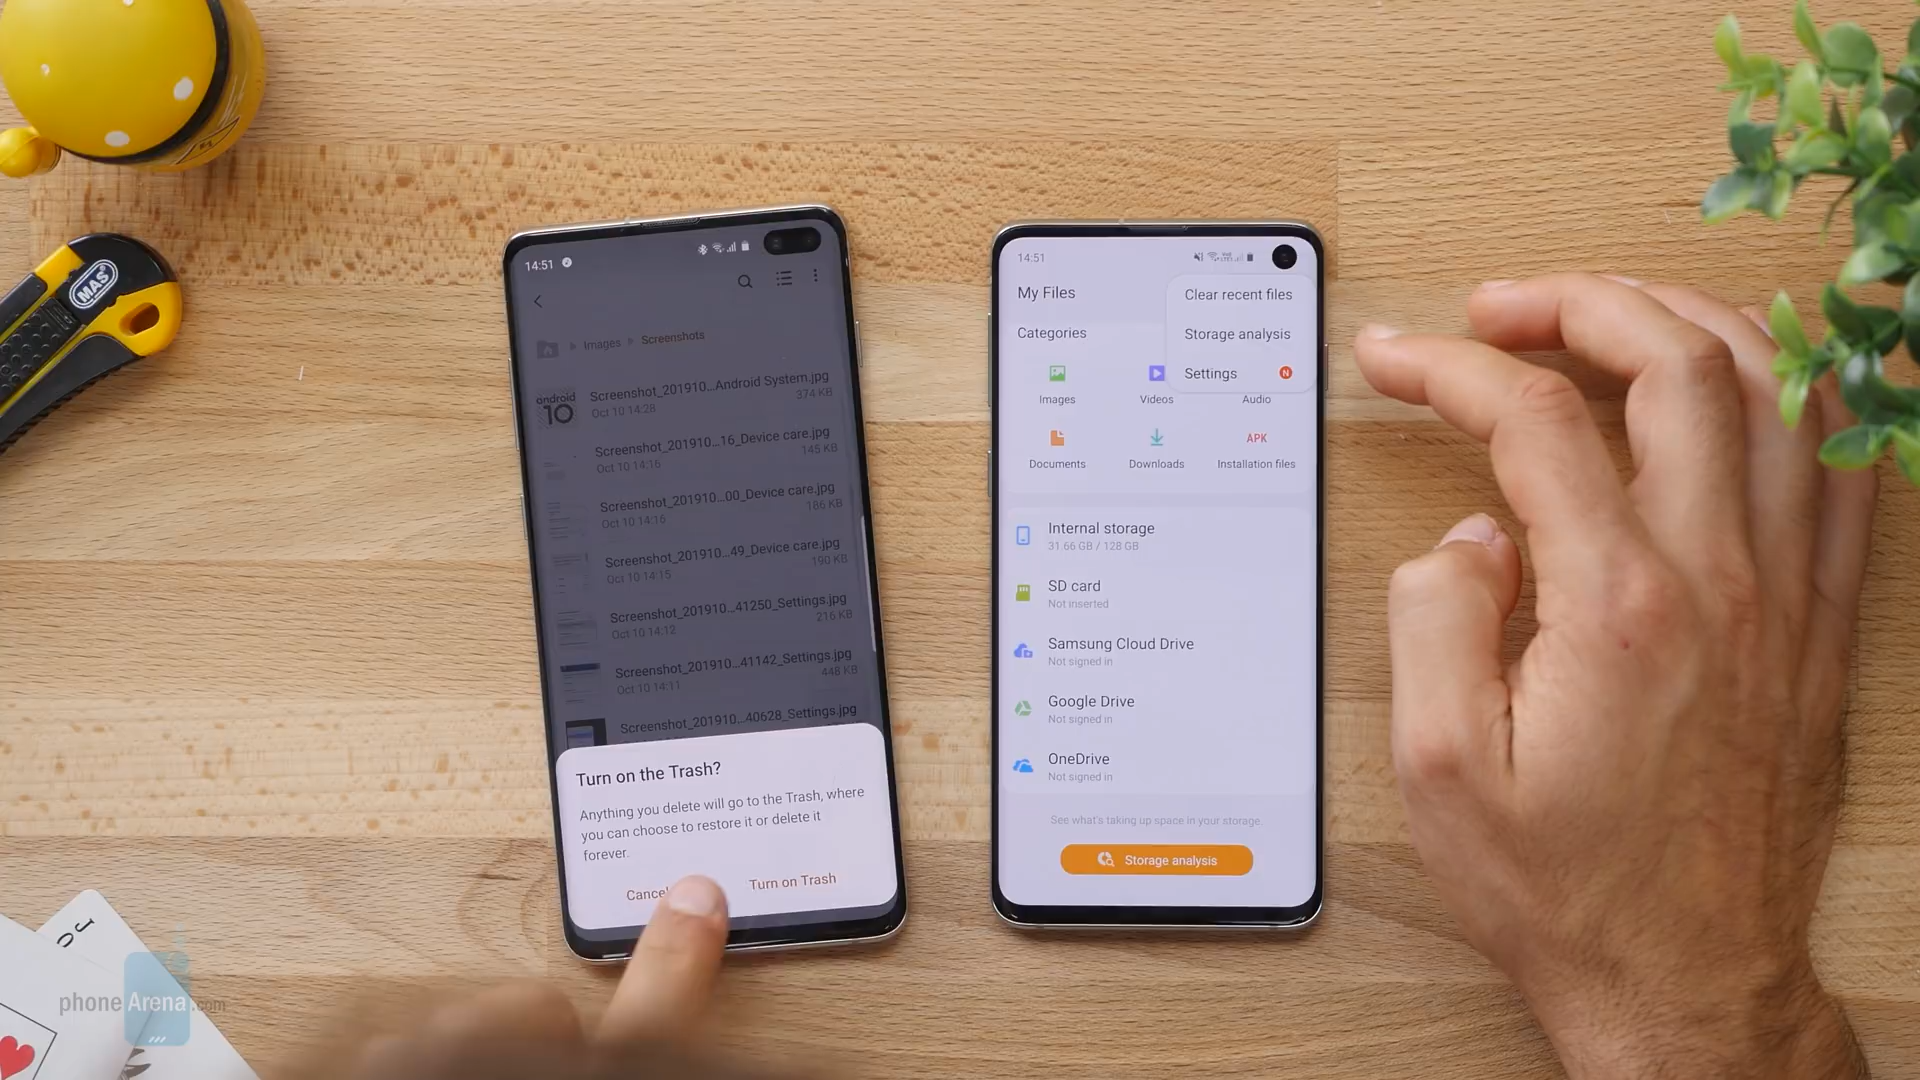 MAS
14:51
Images
Screenshots
android
10
Screenshot_201910...Android System.jpg
Oct 10 14:28
374 KB
Screenshot_201910...16_Device care.jpg
Oct 10 14:16
145 KB
Screenshot_201910...00_Device care.jpg
Oct 10 14:16
186 KB
Screenshot_201910...49_Device care.jpg
Oct 10 14:15
190 KB
Screenshot_201910...41250_Settings.jpg
Oct 10 14:12
216 KB
Screenshot_201910...41142_Settings.jpg
Oct 10 14:11
448 KB
Screenshot_201910...40628_Settings.jpg
Turn on the Trash?
Anything you delete will go to the Trash, where
you can choose to restore it or delete it
forever.
Cancel
Turn on Trash
14:51
My Files
Clear recent files
Storage analysis
Settings
N
Categories
Images
Videos
Audio
Documents
Downloads
APK
Installation files
Internal storage
31.66 GB / 128 GB
SD card
Not inserted
Samsung Cloud Drive
Not signed in
Google Drive
Not signed in
OneDrive
Not signed in
See what's taking up space in your storage.
Storage analysis
phoneArena.com